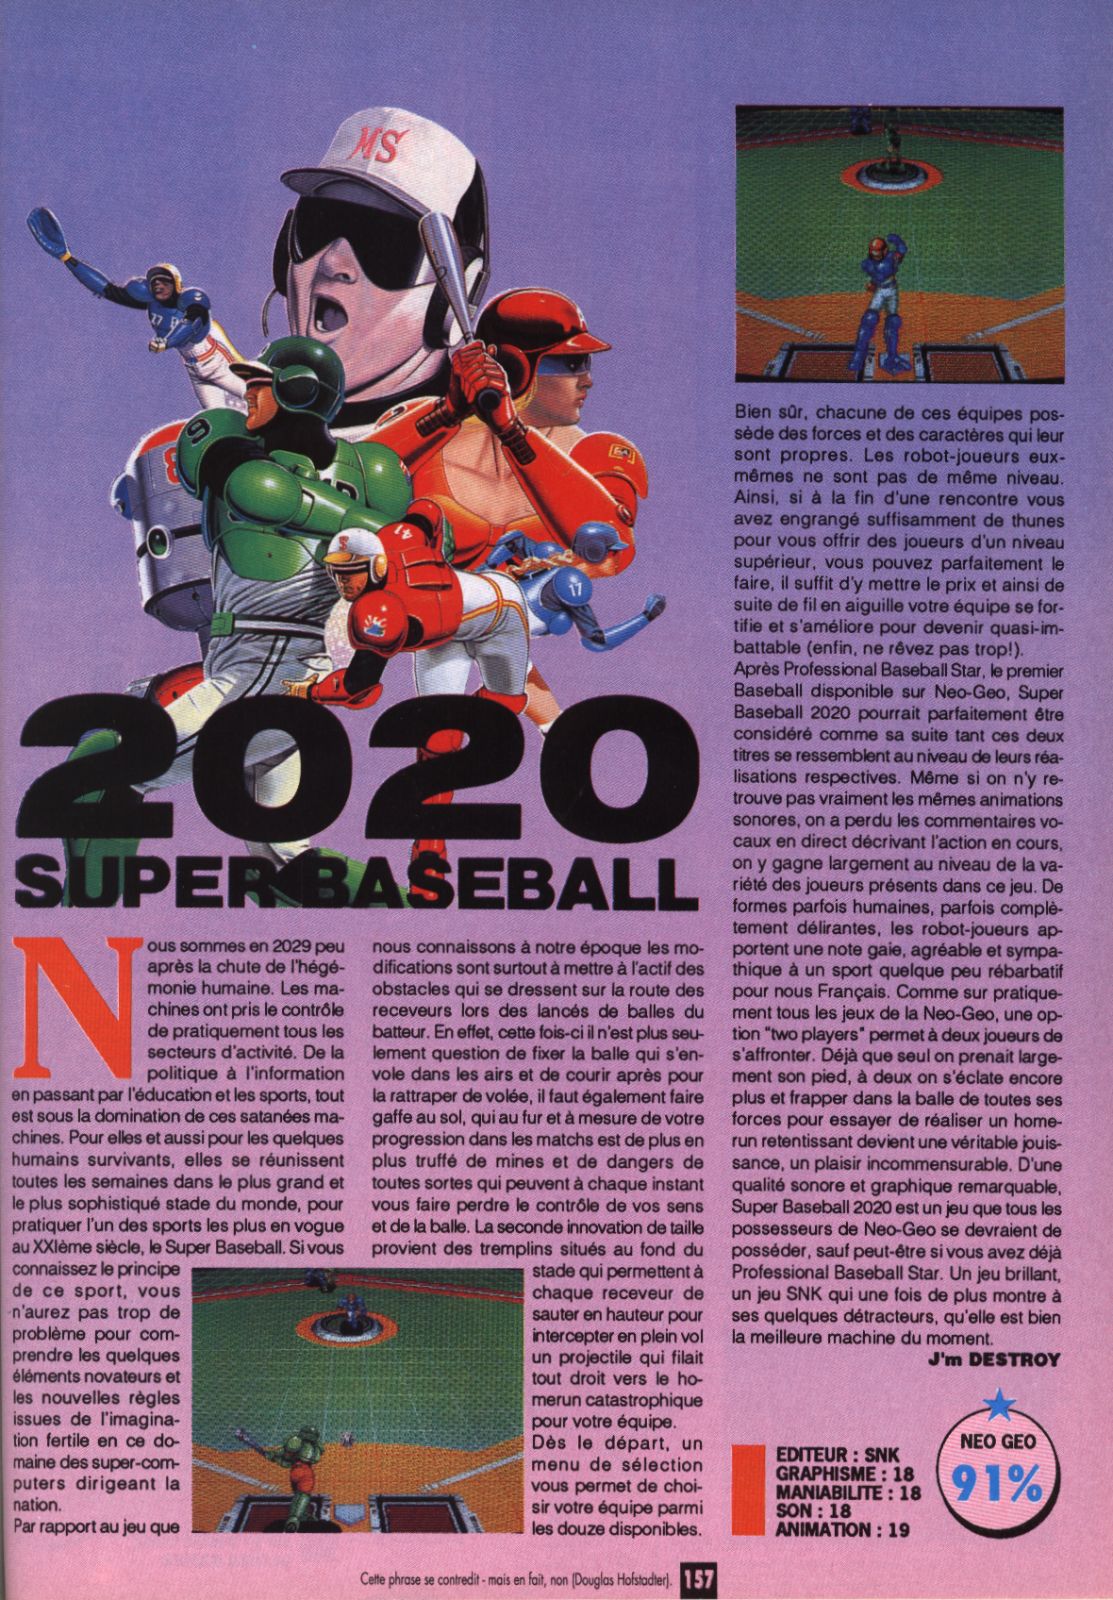 MS
2020
SUPER BASEBALL
Nous sommes en 2029 peu
après la chute de l'hégé-
monie humaine. Les ma-
chines ont pris le contrôle
de pratiquement tous les
secteurs d'activité. De la
politique à l'information
en passant par l'éducation et les sports, tout
est sous la domination de ces satanées ma-
chines. Pour elles et aussi pour les quelques
humains survivants, elles se réunissent
toutes les semaines dans le plus grand et
le plus sophistiqué stade du monde, pour
pratiquer l'un des sports les plus en vogue
au XXIème siècle, le Super Baseball. Si vous
connaissez le principe
de ce sport, vous
n'aurez pas trop de
problème pour com-
prendre les quelques
éléments novateurs et
les nouvelles règles
issues de l'imagina-
tion fertile en ce do-
maine des super-com-
puters dirigeant la
nation.
Par rapport au jeu que
nous connaissons à notre époque les mo-
difications sont surtout à mettre à l'actif des
obstacles qui se dressent sur la route des
receveurs lors des lancés de balles du
batteur. En effet, cette fois-ci il n'est plus seu-
lement question de fixer la balle qui s'en-
vole dans les airs et de courir après pour
la rattraper de volée, il faut également faire
gaffe au sol, qui au fur et à mesure de votre
progression dans les matchs est de plus en
plus truffé de mines et de dangers de
toutes sortes qui peuvent à chaque instant
vous faire perdre le contrôle de vos sens
et de la balle. La seconde innovation de taille
provient des tremplins situés au fond du
stade qui permettent à
chaque receveur de
sauter en hauteur pour
intercepter en plein vol
un projectile qui filait
tout droit vers le ho-
merun catastrophique
pour votre équipe.
Dès le départ, un
menu de sélection
vous permet de choi-
sir votre équipe parmi
les douze disponibles.
Bien sûr, chacune de ces équipes pos-
sède des forces et des caractères qui leur
sont propres. Les robot-joueurs eux-
mêmes ne sont pas de même niveau.
Ainsi, si à la fin d'une rencontre vous
avez engrangé suffisamment de thunes
pour vous offrir des joueurs d'un niveau
supérieur, vous pouvez parfaitement le
faire, il suffit d'y mettre le prix et ainsi de
suite de fil en aiguille votre équipe se for-
tifie et s'améliore pour devenir quasi-im-
battable (enfin, ne rêvez pas trop!).
Après Professional Baseball Star, le premier
Baseball disponible sur Neo-Geo, Super
Baseball 2020 pourrait parfaitement être
considéré comme sa suite tant ces deux
titres se ressemblent au niveau de leurs réa-
lisations respectives. Même si on n'y re-
trouve pas vraiment les mêmes animations
sonores, on a perdu les commentaires vo-
caux en direct décrivant l'action en cours,
on y gagne largement au niveau de la va-
riété des joueurs présents dans ce jeu. De
formes parfois humaines, parfois complè-
tement délirantes, les robot-joueurs ap-
portent une note gaie, agréable et sympa-
thique à un sport quelque peu rébarbatif
pour nous Français. Comme sur pratique-
ment tous les jeux de la Neo-Geo, une op-
tion "two players" permet à deux joueurs de
s'affronter. Déjà que seul on prenait large-
ment son pied, à deux on s'éclate encore
plus et frapper dans la balle de toutes ses
forces pour essayer de réaliser un home-
run retentissant devient une véritable jouis-
sance, un plaisir incommensurable. D'une
qualité sonore et graphique remarquable,
Super Baseball 2020 est un jeu que tous les
possesseurs de Neo-Geo se devraient de
posséder, sauf peut-être si vous avez déjà
Professional Baseball Star. Un jeu brillant,
un jeu SNK qui une fois de plus montre à
ses quelques détracteurs, qu'elle est bien
la meilleure machine du moment.
J'm DESTROY
EDITEUR : SNK
GRAPHISME : 18
MANIABILITE : 18
SON : 18
ANIMATION : 19
NEO GEO
91%
Cette phrase se contredit - mais en fait, non (Douglas Hofstadter).
157